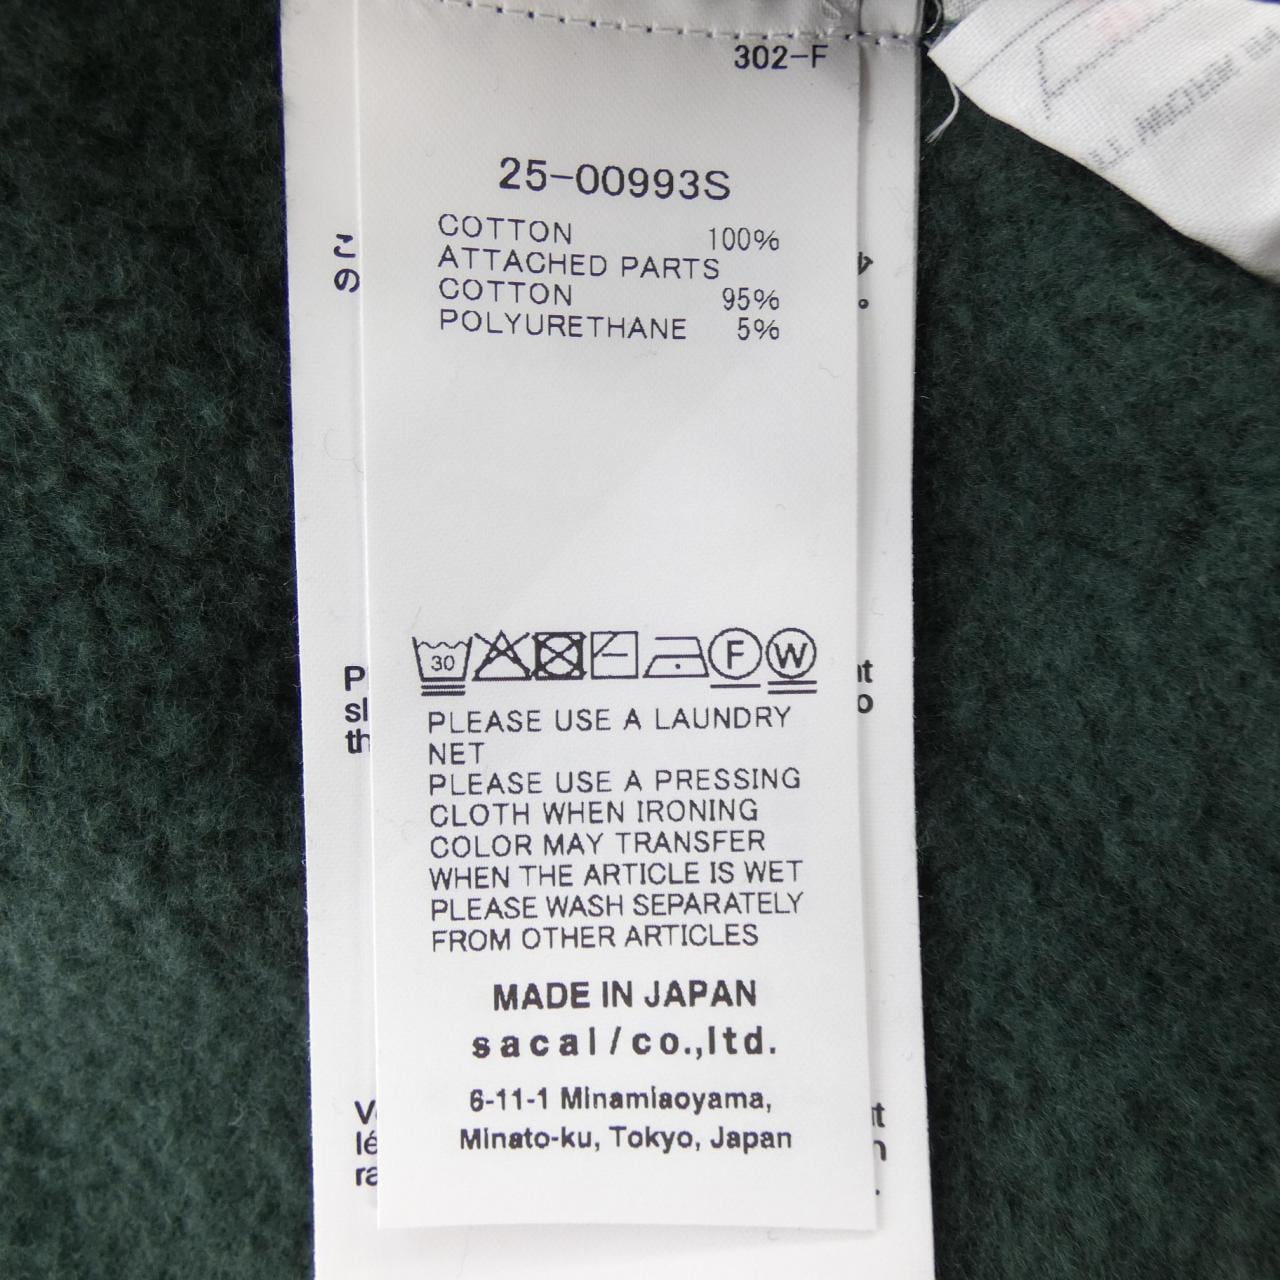 302-F
25-00993S
COTTON 100%
ATTACHED PARTS
COTTON 95%
POLYURETHANE 5%
30
F
W
PLEASE USE A LAUNDRY
NET
PLEASE USE A PRESSING
CLOTH WHEN IRONING
COLOR MAY TRANSFER
WHEN THE ARTICLE IS WET
PLEASE WASH SEPARATELY
FROM OTHER ARTICLES
MADE IN JAPAN
sacai/co.,ltd.
6-11-1 Minamiaoyama,
Minato-ku, Tokyo, Japan